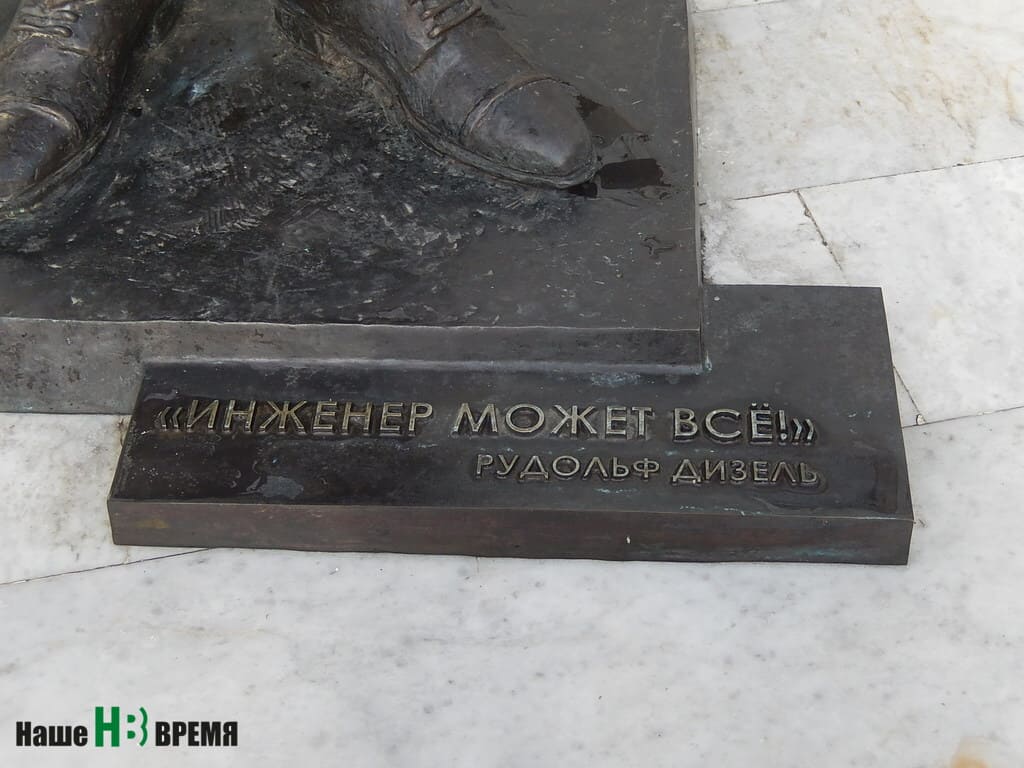 «ИНЖЕНЕР МОЖЕТ ВСЁ!»
РУДОЛЬФ ДИЗЕЛЬ
Наше НВ ВРЕМЯ